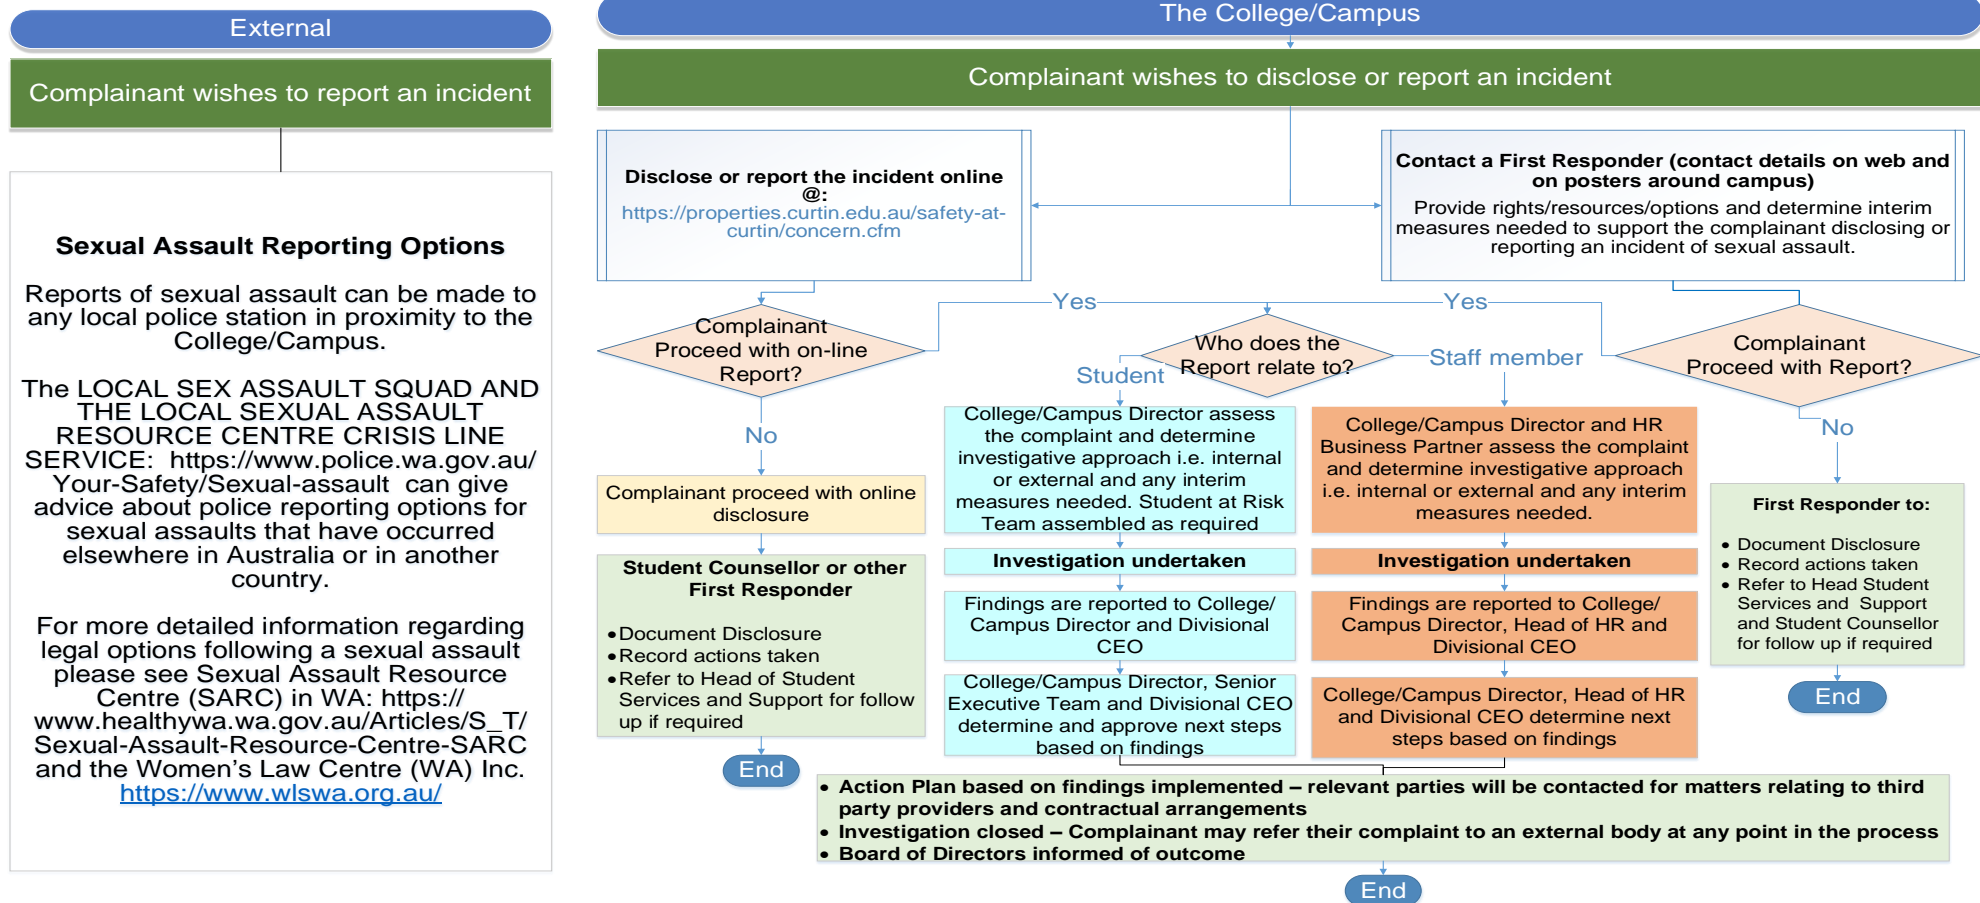 External
Complainant wishes to report an incident
Sexual Assault Reporting Options
Reports of sexual assault can be made to
any local police station in proximity to the
College/Campus.
The LOCAL SEX ASSAULT SQUAD AND
THE LOCAL SEXUAL ASSAULT
RESOURCE CENTRE CRISIS LINE
SERVICE:  https://www.police.wa.gov.au/
Your-Safety/Sexual-assault  can give
advice about police reporting options for
sexual assaults that have occurred
elsewhere in Australia or in another
country.
For more detailed information regarding
legal options following a sexual assault
please see Sexual Assault Resource
Centre (SARC) in WA: https://
www.healthywa.wa.gov.au/Articles/S_T/
Sexual-Assault-Resource-Centre-SARC
and the Women's Law Centre (WA) Inc.
https://www.wlswa.org.au/
The College/Campus
Complainant wishes to disclose or report an incident
Disclose or report the incident online
@:
https://properties.curtin.edu.au/safety-at-
curtin/concern.cfm
Contact a First Responder (contact details on web and
on posters around campus)
Provide rights/resources/options and determine interim
measures needed to support the complainant disclosing or
reporting an incident of sexual assault.
Complainant
Proceed with on-line
Report?
Yes
Yes
Who does the
Report relate to?
Complainant
Proceed with Report?
Student
Staff member
No
No
Complainant proceed with online
disclosure
Student Counsellor or other
First Responder
• Document Disclosure
• Record actions taken
• Refer to Head of Student
Services and Support for follow
up if required
End
College/Campus Director assess
the complaint and determine
investigative approach i.e. internal
or external and any interim
measures needed. Student at Risk
Team assembled as required
Investigation undertaken
Findings are reported to College/
Campus Director and Divisional
CEO
College/Campus Director, Senior
Executive Team and Divisional CEO
determine and approve next steps
based on findings
College/Campus Director and HR
Business Partner assess the complaint
and determine investigative approach
i.e. internal or external and any interim
measures needed.
Investigation undertaken
Findings are reported to College/
Campus Director, Head of HR and
Divisional CEO
College/Campus Director, Head of HR
and Divisional CEO determine next
steps based on findings
First Responder to:
• Document Disclosure
• Record actions taken
• Refer to Head Student
Services and  Support
and Student Counsellor
for follow up if required
End
• Action Plan based on findings implemented – relevant parties will be contacted for matters relating to third
party providers and contractual arrangements
• Investigation closed – Complainant may refer their complaint to an external body at any point in the process
• Board of Directors informed of outcome
End